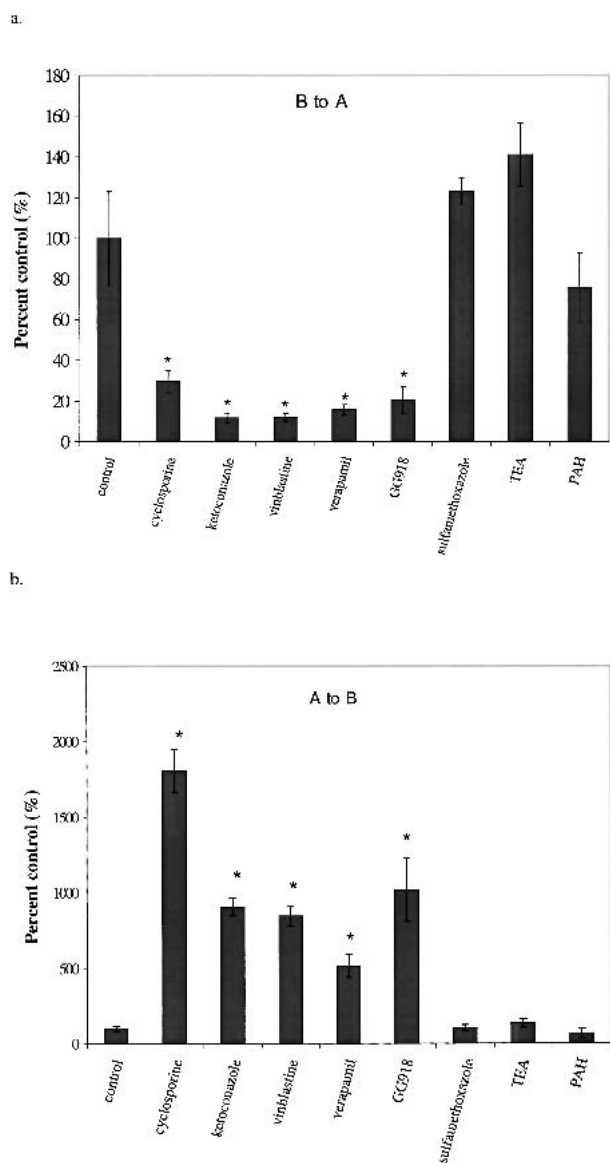 a.
B to A
Percent control (%)
180
160
140
120
100
80
60
40
20
0
*
*
*
*
*
control
cyclosporine
ketoconazole
vinblastine
verapamil
GG918
sulfamethoxazole
TEA
PAH
b.
A to B
Percent control (%)
2500
2000
1500
1000
500
0
*
*
*
*
*
control
cyclosporine
ketoconazole
vinblastine
verapamil
GG918
sulfamethoxazole
TEA
PAH